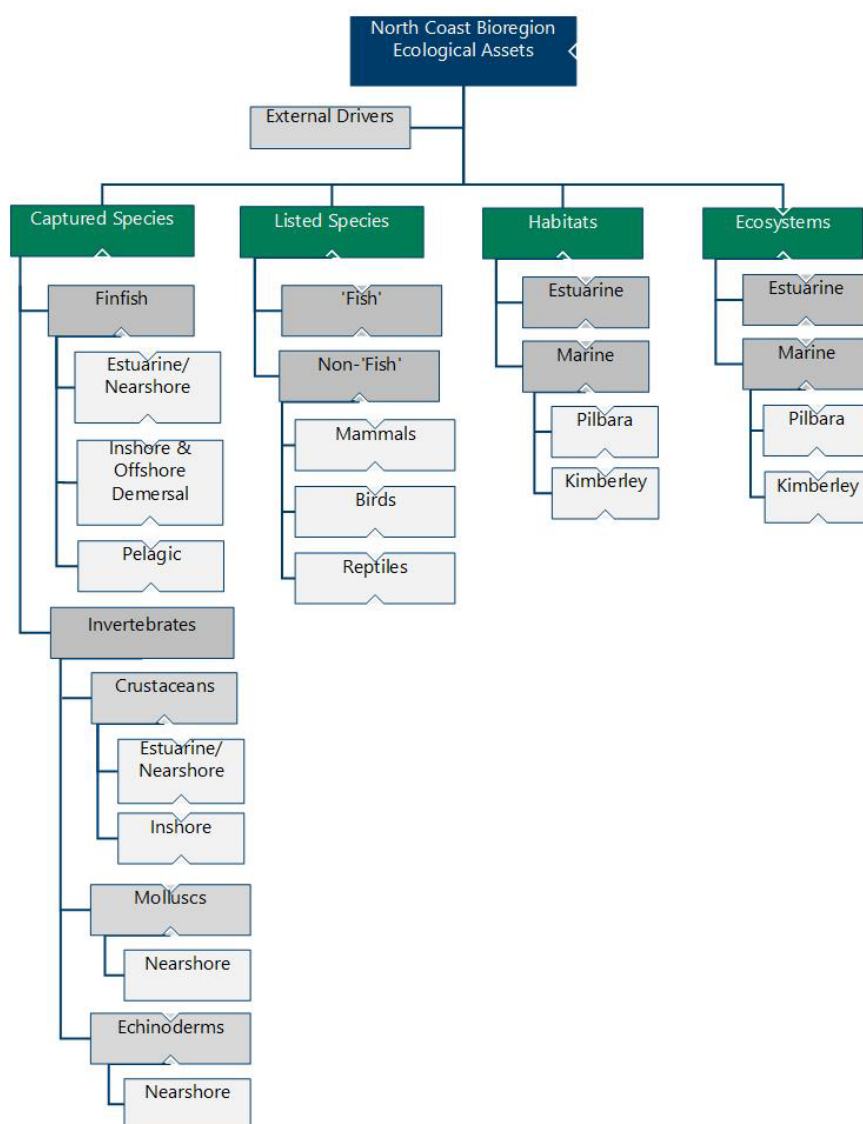 North Coast Bioregion
Ecological Assets
External Drivers
Captured Species
Listed Species
Habitats
Ecosystems
Finfish
Estuarine/
Nearshore
Inshore &
Offshore
Demersal
Pelagic
Invertebrates
Crustaceans
Estuarine/
Nearshore
Inshore
Molluscs
Nearshore
Echinoderms
Nearshore
'Fish'
Non-'Fish'
Mammals
Birds
Reptiles
Estuarine
Marine
Pilbara
Kimberley
Estuarine
Marine
Pilbara
Kimberley